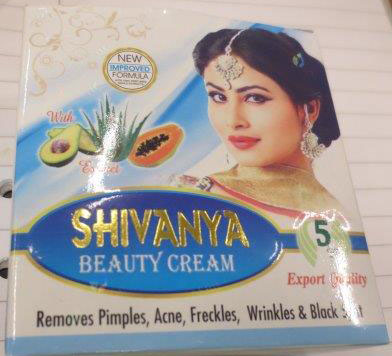 NEW
IMPROVED
FORMULA
With
SHIVANYA
BEAUTY CREAM
5
Export Quality
Removes Pimples, Acne, Freckles, Wrinkles & Black